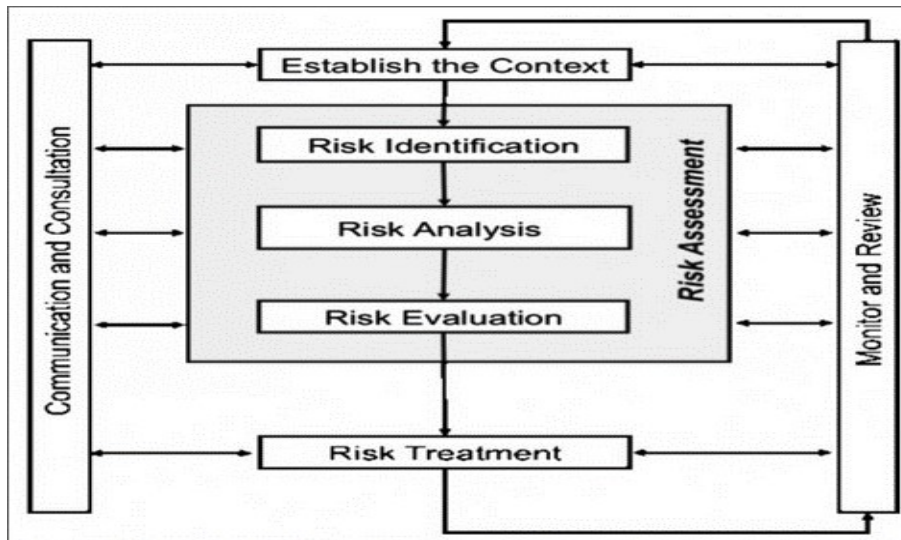 Establish the Context
Risk Identification
Risk Analysis
Risk Evaluation
Risk Treatment
Communication and Consultation
Risk Assessment
Monitor and Review